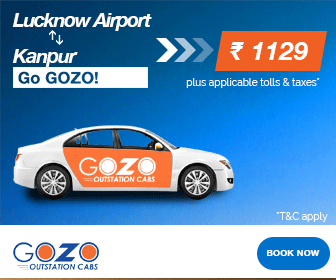 Lucknow Airport
Kanpur
Go GOZO!
₹ 1129
plus applicable tolls & taxes*
GOZO
OUTSTATION CABS
*T&C apply
GOZO
OUTSTATION CABS
BOOK NOW